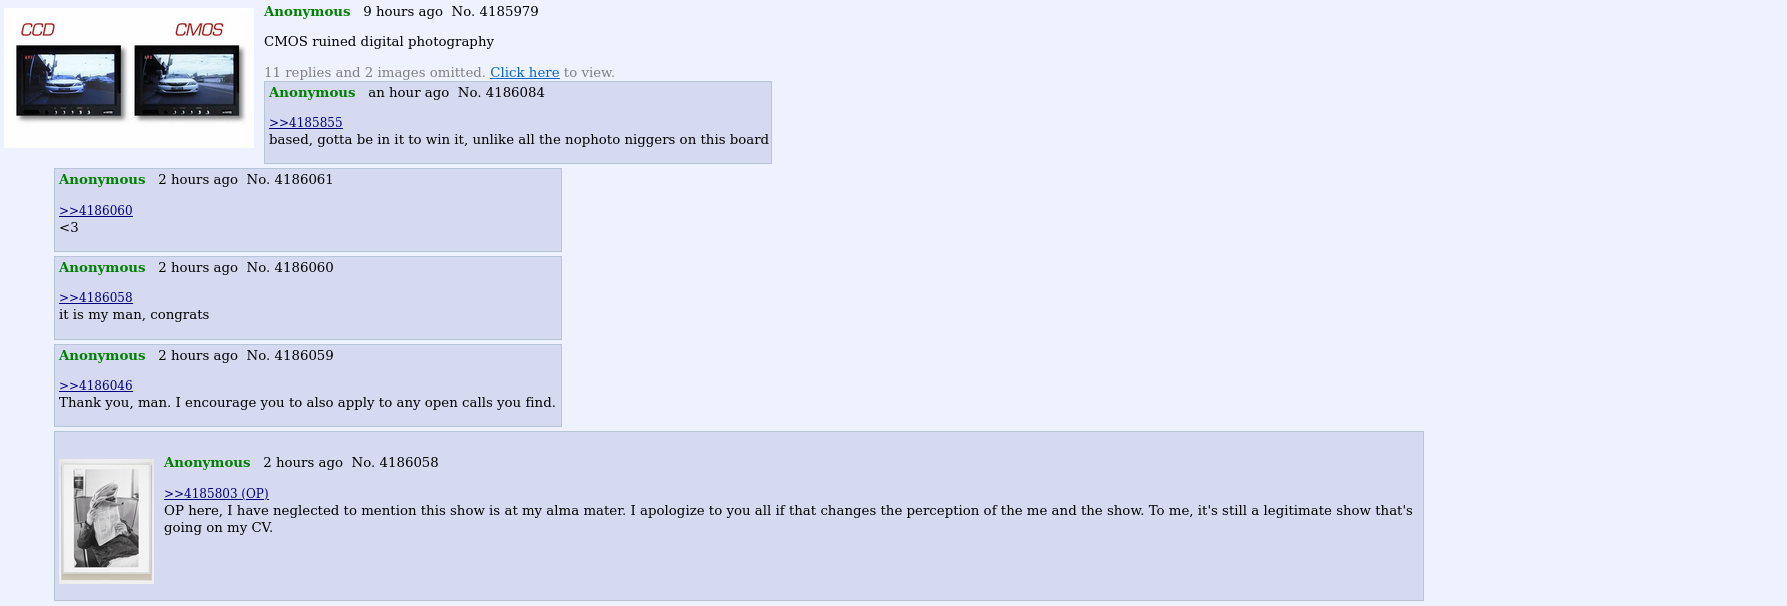 CCD
CMOS
Anonymous 9 hours ago No. 4185979
CMOS ruined digital photography
11 replies and 2 images omitted. Click here to view.
Anonymous an hour ago No. 4186084
>>4185855
based, gotta be in it to win it, unlike all the nophoto niggers on this board
Anonymous 2 hours ago No. 4186061
>>4186060
<3
Anonymous 2 hours ago No. 4186060
>>4186058
it is my man, congrats
Anonymous 2 hours ago No. 4186059
>>4186046
Thank you, man. I encourage you to also apply to any open calls you find.
Anonymous 2 hours ago No. 4186058
>>4185803 (OP)
OP here, I have neglected to mention this show is at my alma mater. I apologize to you all if that changes the perception of the me and the show. To me, it's still a legitimate show that's
going on my CV.